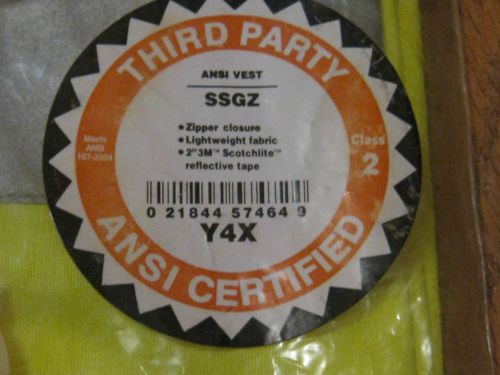 THIRD PARTY
ANSI VEST
SSGZ
• Zipper closure
• Lightweight fabric
• 2" 3M™ Scotchlite™
reflective tape
Meets
ANSI
107-2004
Class
2
0 21844 57464 9
Y4X
ANSI CERTIFIED